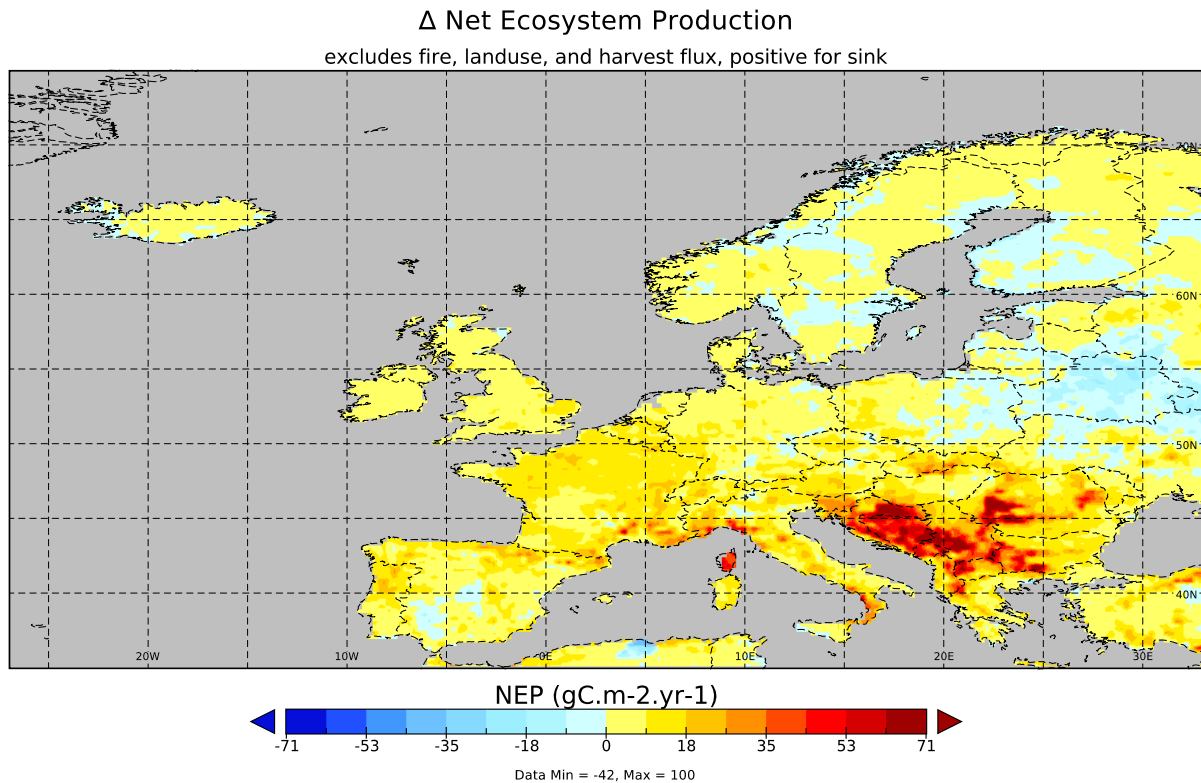 Δ Net Ecosystem Production
excludes fire, landuse, and harvest flux, positive for sink
70N
60N
50N
40N
20W 10W 0E 10E 20E 30E
NEP (gC.m-2.yr-1)
-71 -53 -35 -18 0 18 35 53 71
Data Min = -42, Max = 100